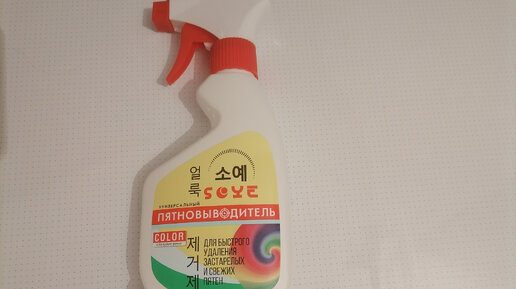 얼룩
소예
SOYE
УНИВЕРСАЛЬНЫЙ
ПЯТНОВЫВОДИТЕЛЬ
COLOR
제거제
ДЛЯ БЫСТРОГО
УДАЛЕНИЯ
ЗАСТАРЕЛЫХ
И СВЕЖИХ
ПЯТЕН